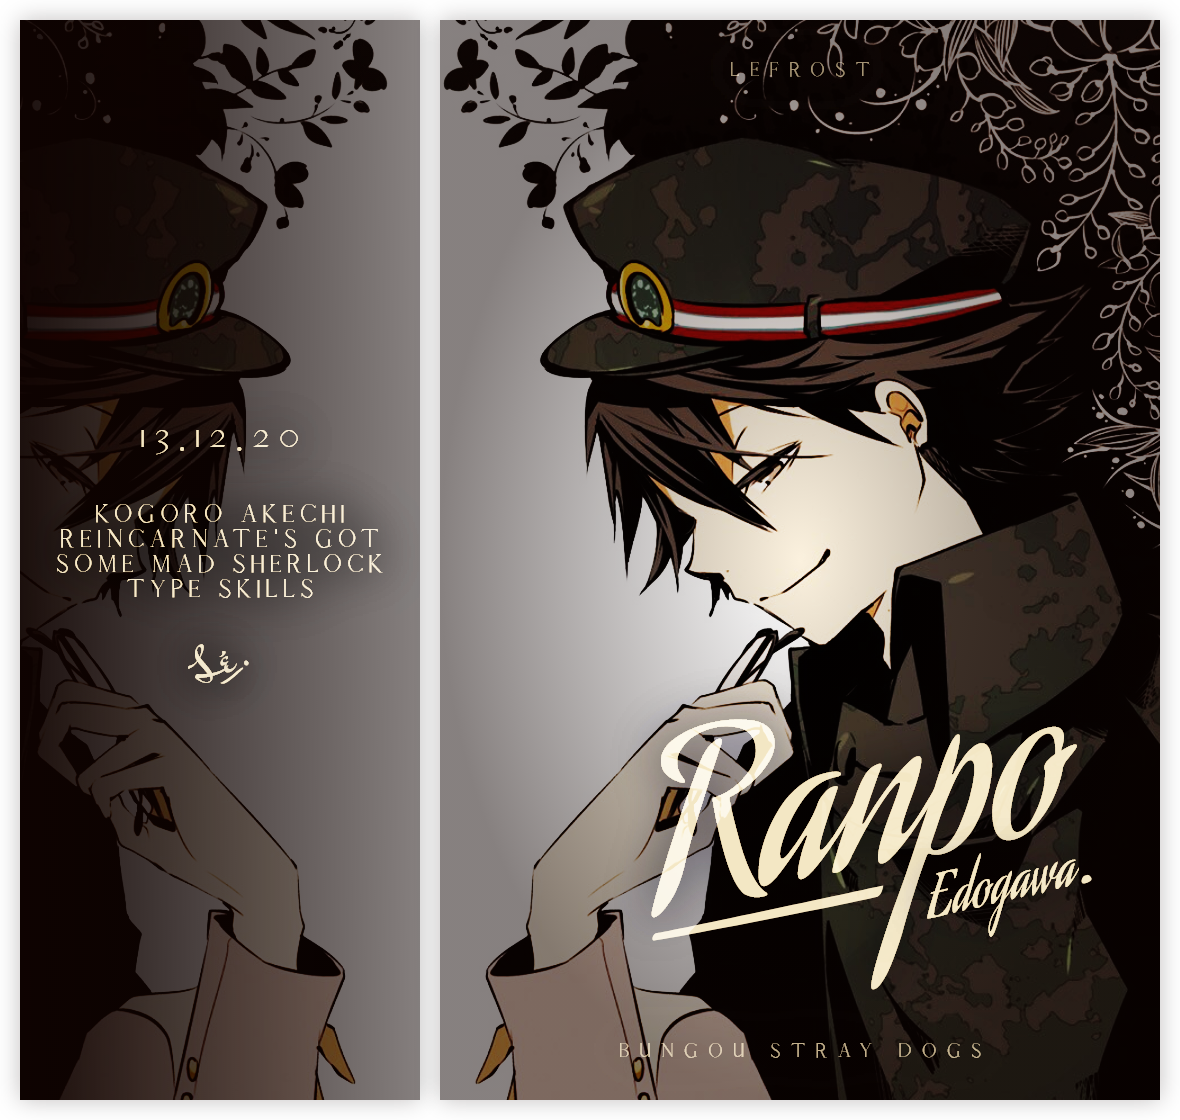 13.12.20
KOGORO AKECHI
REINCARNATE'S GOT
SOME MAD SHERLOCK
TYPE SKILLS
LEFROST
Ranpo
Edogawa.
BUNGOU STRAY DOGS